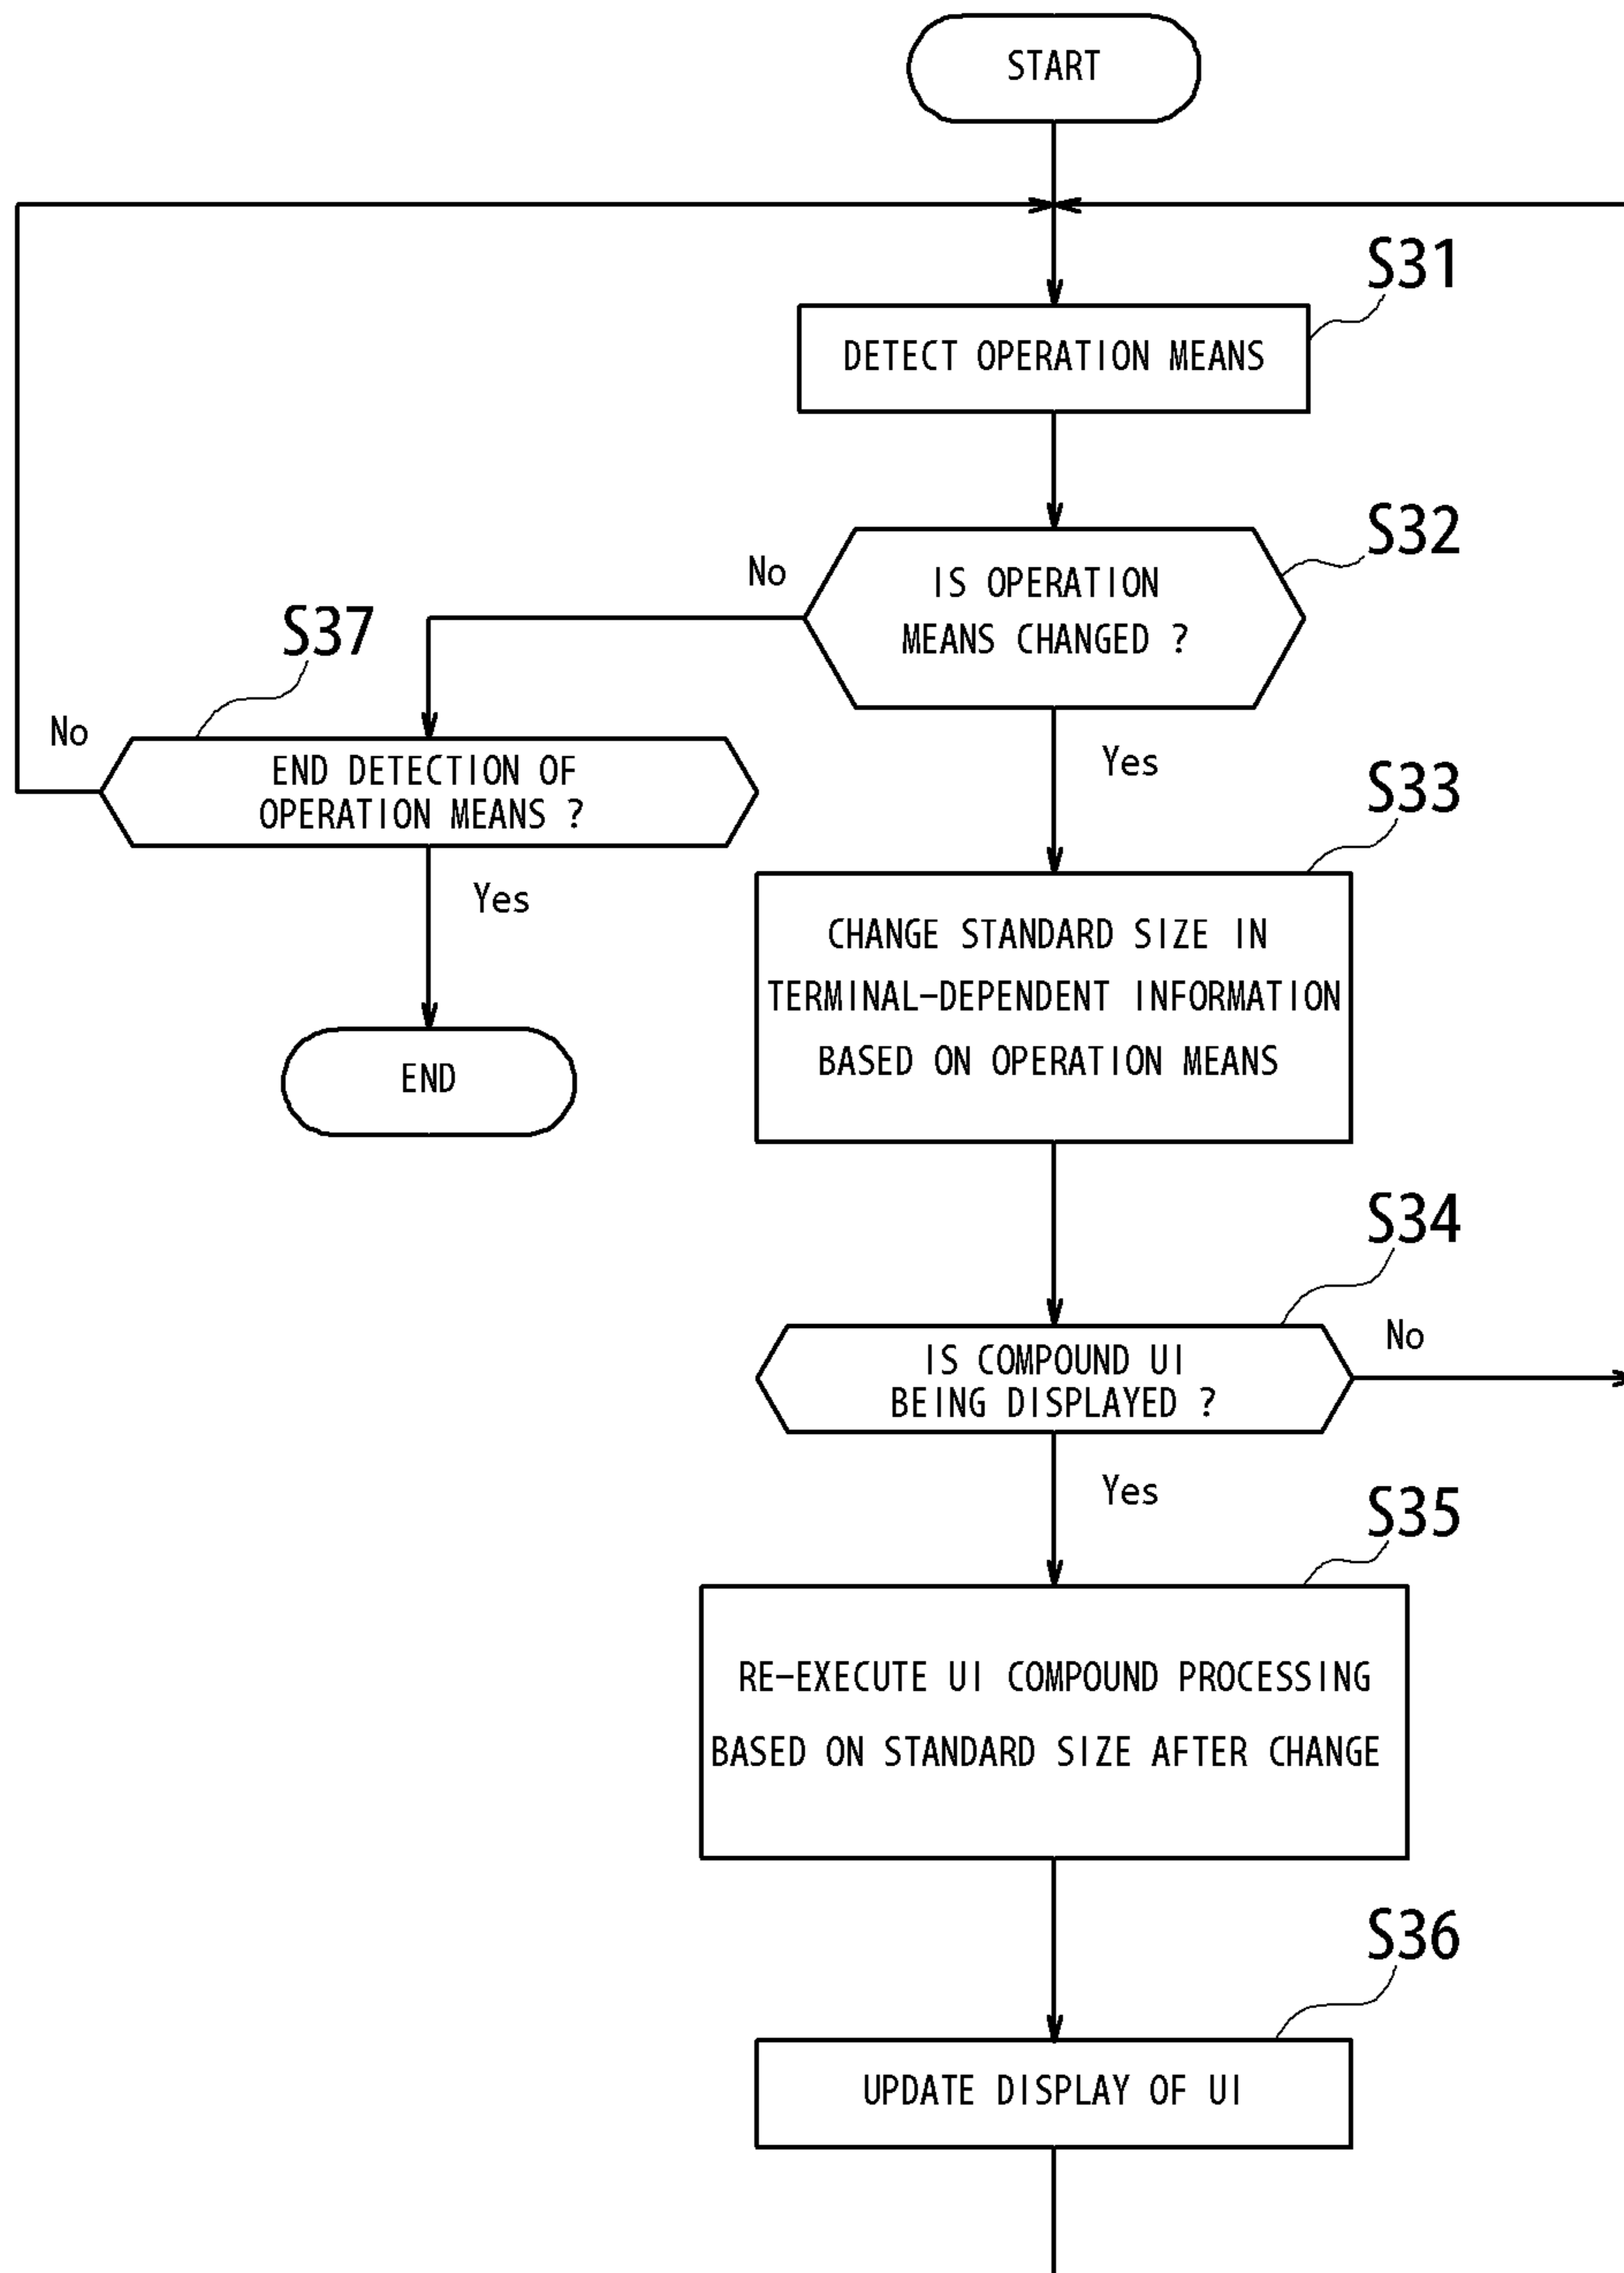 START
S31
DETECT OPERATION MEANS
S32
No
IS OPERATION
MEANS CHANGED ?
S37
No
END DETECTION OF
OPERATION MEANS ?
Yes
Yes
S33
CHANGE STANDARD SIZE IN
TERMINAL-DEPENDENT INFORMATION
BASED ON OPERATION MEANS
END
S34
IS COMPOUND UI
BEING DISPLAYED ?
No
Yes
S35
RE-EXECUTE UI COMPOUND PROCESSING
BASED ON STANDARD SIZE AFTER CHANGE
S36
UPDATE DISPLAY OF UI